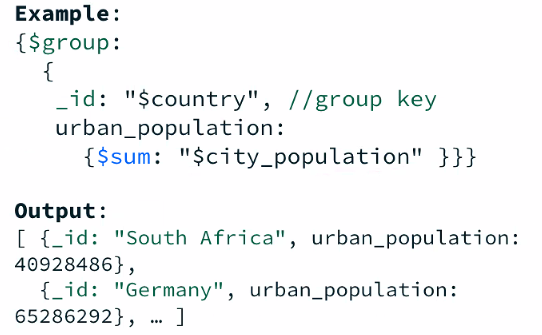 Example:
{$group:
  {
   _id: "$country", //group key
   urban_population:
     {$sum: "$city_population" }}}
Output:
[ {_id: "South Africa", urban_population:
40928486},
  {_id: "Germany", urban_population:
65286292}, … ]